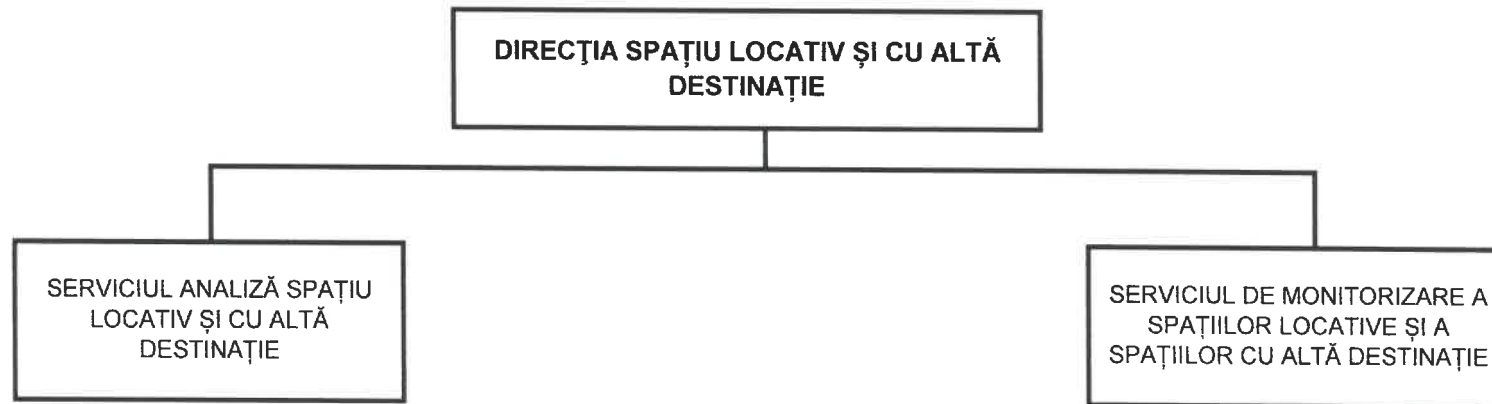 DIRECŢIA SPAȚIU LOCATIV ȘI CU ALTĂ
DESTINAȚIE
SERVICIUL ANALIZĂ SPAȚIU
LOCATIV ȘI CU ALTĂ
DESTINAȚIE
SERVICIUL DE MONITORIZARE A
SPAȚIILOR LOCATIVE ȘI A
SPAȚIILOR CU ALTĂ DESTINAȚIE